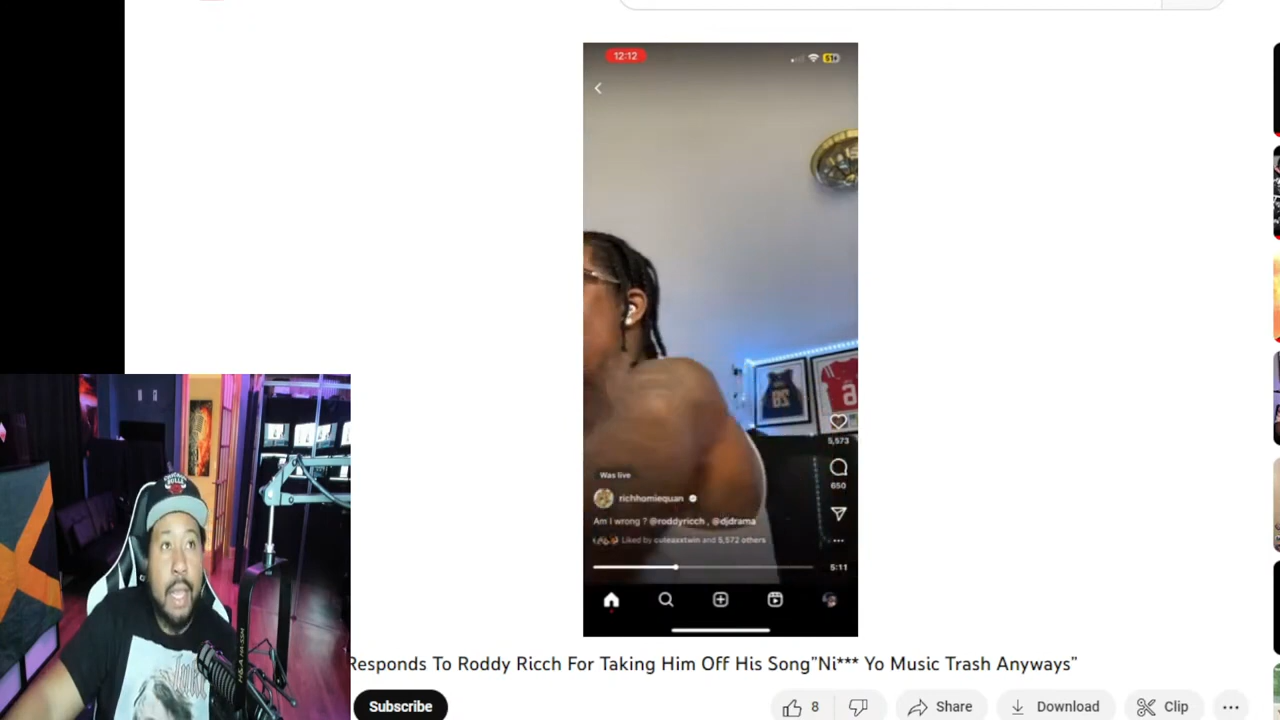 12:12
51
Was live
richhomiequan
Am I wrong ? @roddyricch , @djdrama
Liked by cuteaxxtwin and 5,572 others
5,573
650
5:11
Responds To Roddy Ricch For Taking Him Off His Song"Ni*** Yo Music Trash Anyways"
Subscribe
8
Share
Download
Clip